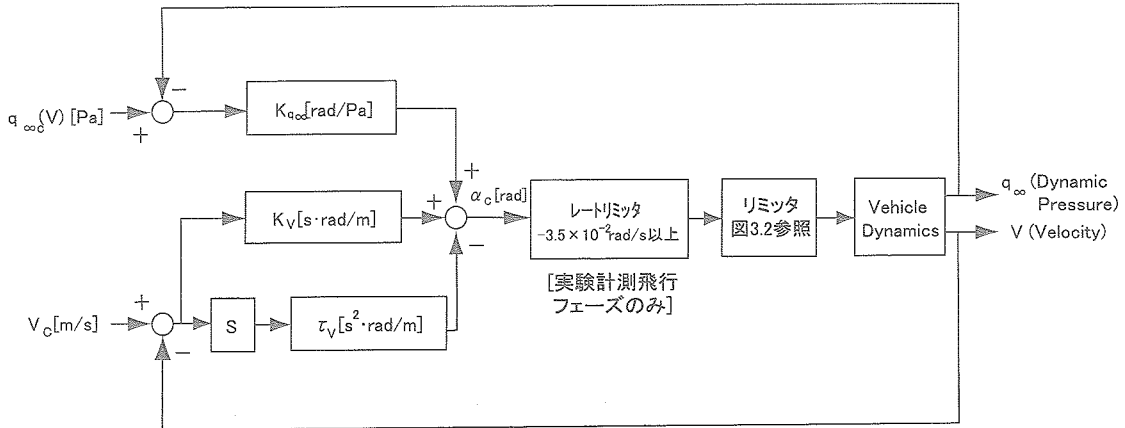 q∞c(V) [Pa]
+
−
Kq∞[rad/Pa]
+
KV[s·rad/m]
+
αc[rad]
−
レートリミッタ
-3.5×10⁻²rad/s以上
[実験計測飛行
フェーズのみ]
リミッタ
図3.2参照
Vehicle
Dynamics
q∞ (Dynamic
Pressure)
V (Velocity)
VC[m/s]
+
−
S
τV[s²·rad/m]